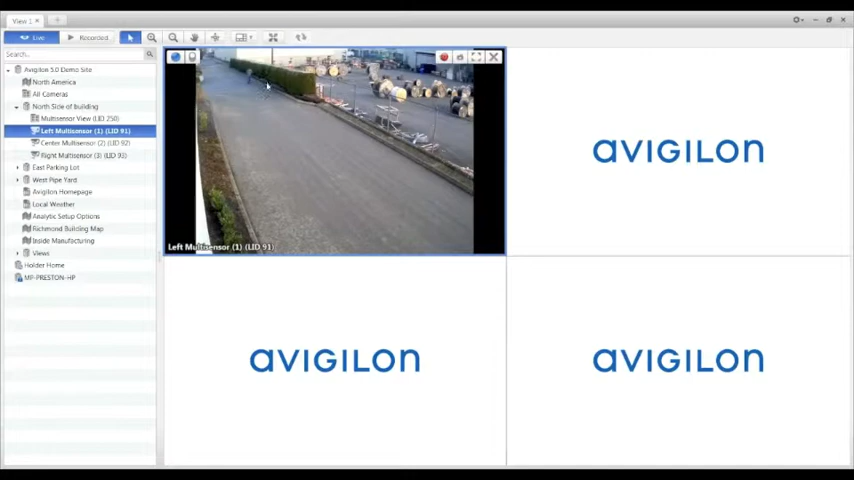 View 1
Live
Recorded
Search...
Avigilon 5.0 Demo Site
North America
All Cameras
North Side of building
Multisensor View (LID 250)
Left Multisensor (1) (LID 91)
Center Multisensor (2) (LID 92)
Right Multisensor (3) (LID 93)
East Parking Lot
West Pipe Yard
Avigilon Homepage
Local Weather
Analytic Setup Options
Richmond Building Map
Inside Manufacturing
Views
Holder Home
MP-PRESTON-HP
Left Multisensor (1) (LID 91)
avigilon
avigilon
avigilon